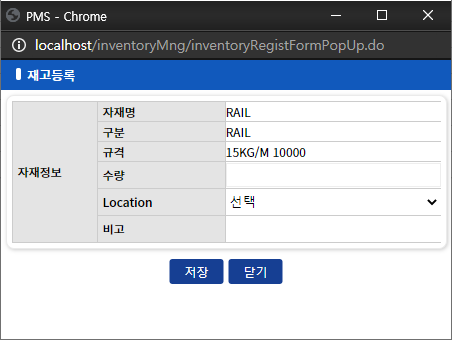 PMS - Chrome
localhost/inventoryMng/inventoryRegistFormPopUp.do
재고등록
자재정보
자재명 RAIL
구분 RAIL
규격 15KG/M 10000
수량
Location 선택
비고
저장 닫기